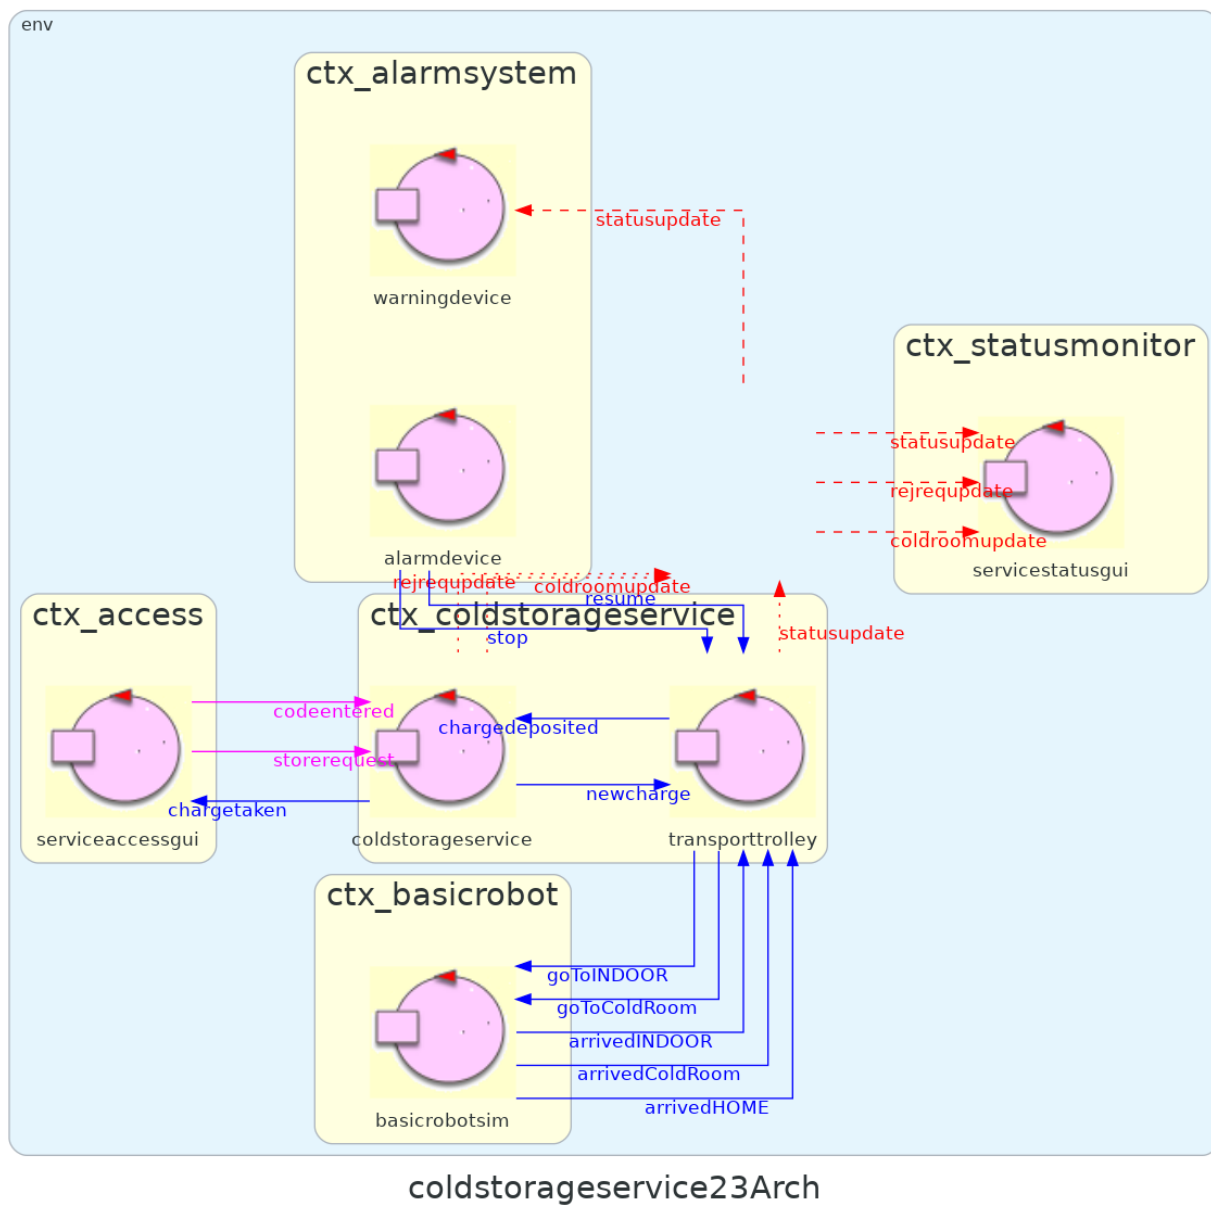 env
ctx_alarmsystem
statusupdate
warningdevice
ctx_statusmonitor
statusupdate
rejrequpdate
coldroomupdate
servicestatusgui
alarmdevice
rejrequpdate
coldroomupdate
resume
ctx_access
ctx_coldstorageservice
stop
statusupdate
codeentered
chargedeposited
storerequest
newcharge
chargetaken
serviceaccessgui
coldstorageservice
transporttrolley
ctx_basicrobot
goToINDOOR
goToColdRoom
arrivedINDOOR
arrivedColdRoom
arrivedHOME
basicrobotsim
coldstorageservice23Arch